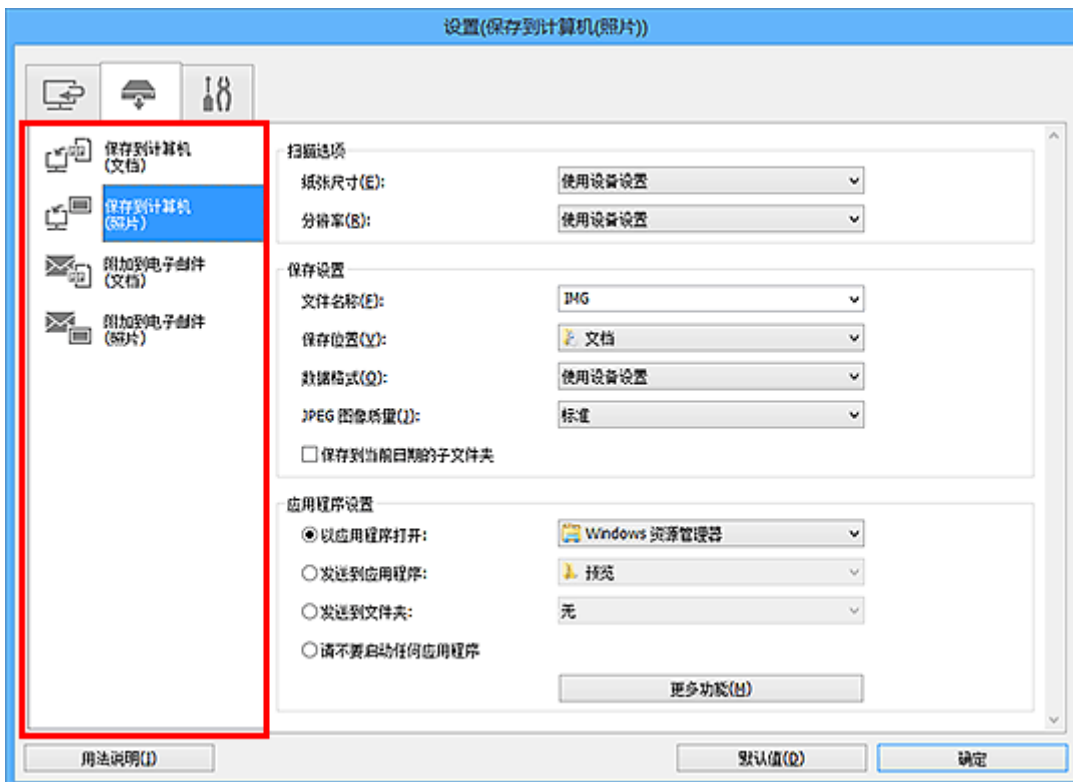 设置(保存到计算机(照片))
保存到计算机
(文档)
保存到计算机
(照片)
附加到电子邮件
(文档)
附加到电子邮件
(照片)
扫描选项
纸张尺寸(E): 使用设备设置
分辨率(R): 使用设备设置
保存设置
文件名称(F): IMG
保存位置(V): 文档
数据格式(O): 使用设备设置
JPEG 图像质量(J): 标准
保存到当前日期的子文件夹
应用程序设置
以应用程序打开: Windows 资源管理器
发送到应用程序: 预览
发送到文件夹: 无
请不要启动任何应用程序
更多功能(M)
用法说明(I) 默认值(D) 确定